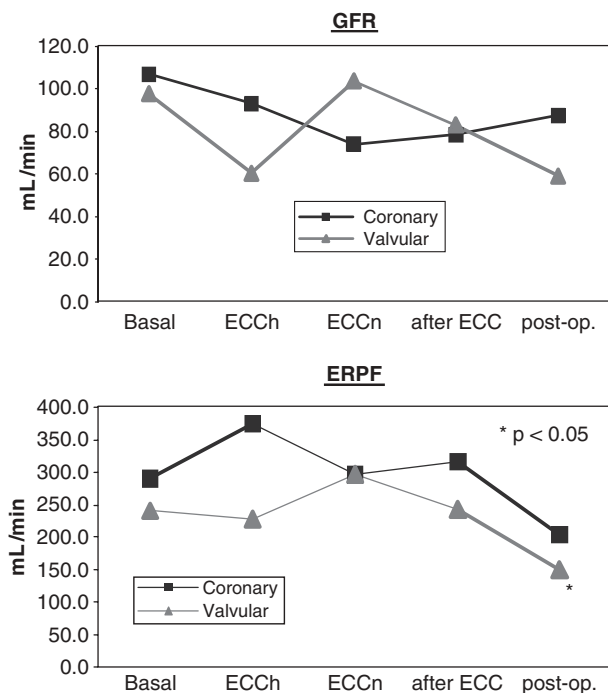 GFR
120.0
100.0
80.0
60.0
40.0
20.0
0.0
mL/min
Coronary
Valvular
Basal ECCh ECCn after ECC post-op.
ERPF
400.0
350.0
300.0
250.0
200.0
150.0
100.0
50.0
0.0
mL/min
* p < 0.05
Coronary
Valvular
*
Basal ECCh ECCn after ECC post-op.